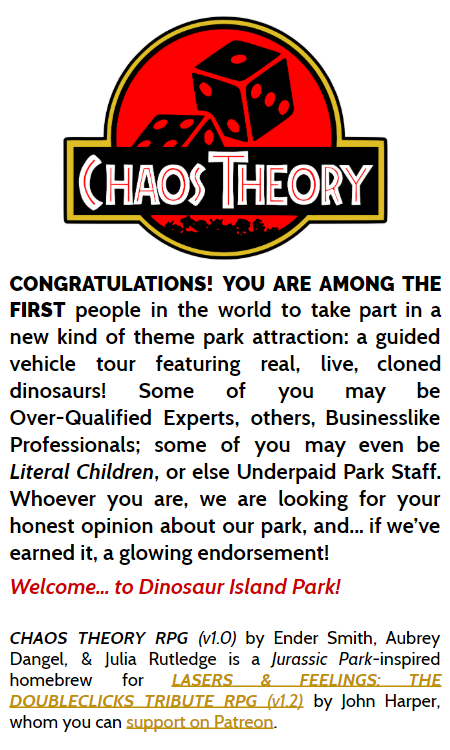 CHAOS THEORY
CONGRATULATIONS! YOU ARE AMONG THE
FIRST people in the world to take part in a
new kind of theme park attraction: a guided
vehicle tour featuring real, live, cloned
dinosaurs! Some of you may be
Over-Qualified Experts, others, Businesslike
Professionals; some of you may even be
Literal Children, or else Underpaid Park Staff.
Whoever you are, we are looking for your
honest opinion about our park, and... if we've
earned it, a glowing endorsement!
Welcome... to Dinosaur Island Park!
CHAOS THEORY RPG (v1.0) by Ender Smith, Aubrey
Dangel, & Julia Rutledge is a Jurassic Park-inspired
homebrew for LASERS & FEELINGS: THE
DOUBLECLICKS TRIBUTE RPG (v1.2) by John Harper,
whom you can support on Patreon.